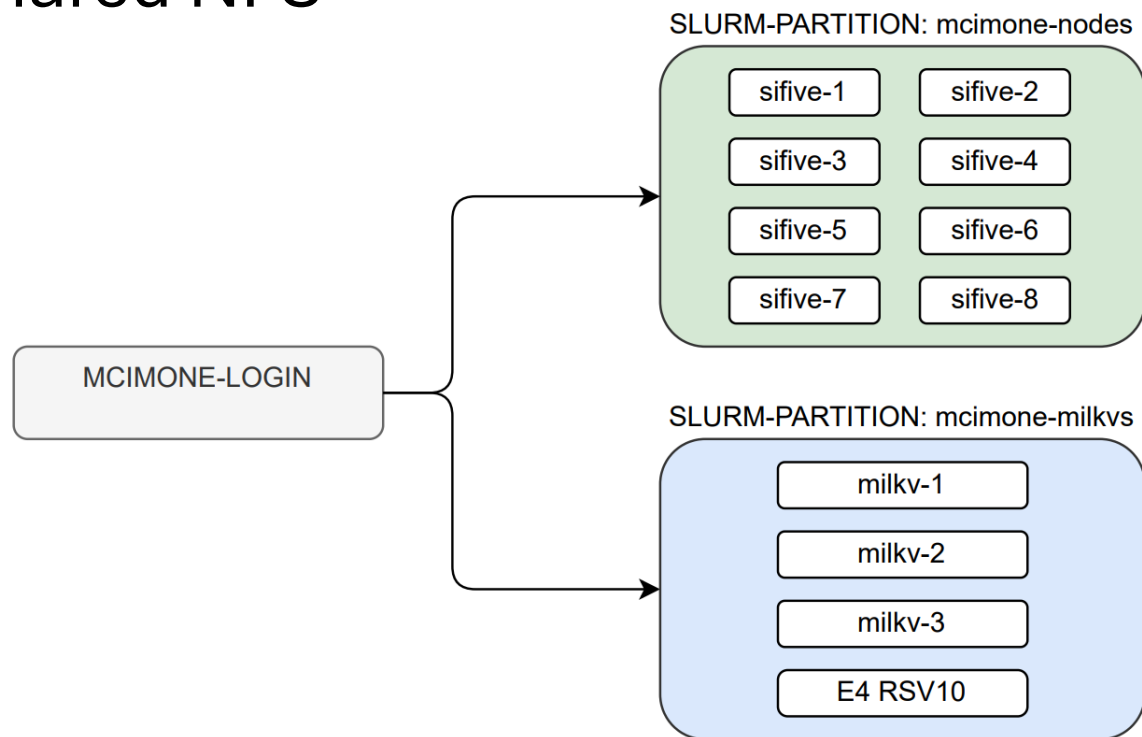 SLURM-PARTITION: mcimone-nodes
sifive-1 sifive-2
sifive-3 sifive-4
sifive-5 sifive-6
sifive-7 sifive-8
MCIMONE-LOGIN
SLURM-PARTITION: mcimone-milkvs
milkv-1
milkv-2
milkv-3
E4 RSV10